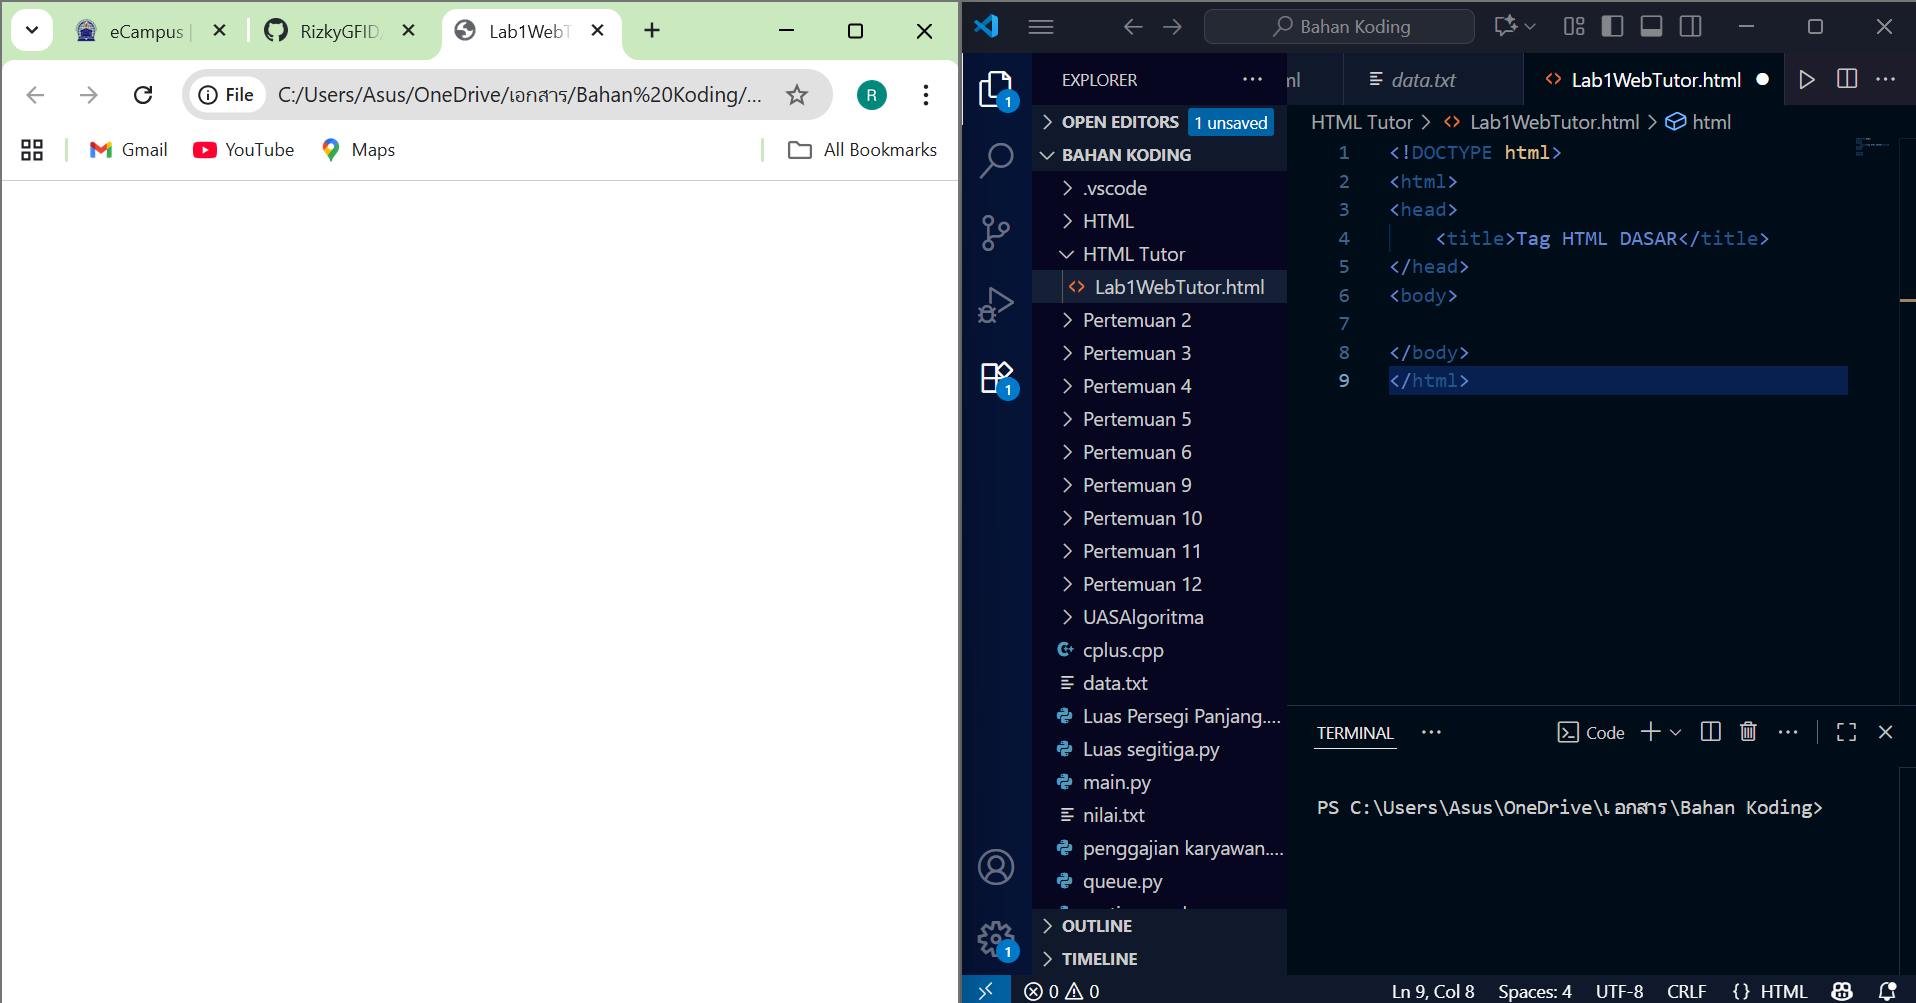 eCampus
RizkyGFID
Lab1WebT
File
C:/Users/Asus/OneDrive/เอกสาร/Bahan%20Koding/...
R
Gmail
YouTube
Maps
All Bookmarks
Bahan Koding
EXPLORER
OPEN EDITORS
1 unsaved
BAHAN KODING
.vscode
HTML
HTML Tutor
Lab1WebTutor.html
Pertemuan 2
Pertemuan 3
Pertemuan 4
Pertemuan 5
Pertemuan 6
Pertemuan 9
Pertemuan 10
Pertemuan 11
Pertemuan 12
UASAlgoritma
cplus.cpp
data.txt
Luas Persegi Panjang....
Luas segitiga.py
main.py
nilai.txt
penggajian karyawan....
queue.py
OUTLINE
TIMELINE
1
1
1
ml
data.txt
Lab1WebTutor.html
HTML Tutor > Lab1WebTutor.html > html
1 <!DOCTYPE html>
2 <html>
3 <head>
4 <title>Tag HTML DASAR</title>
5 </head>
6 <body>
7
8 </body>
9 </html>
TERMINAL
Code
PS C:\Users\Asus\OneDrive\เอกสาร\Bahan Koding>
0 0
Ln 9, Col 8
Spaces: 4
UTF-8
CRLF
{ } HTML